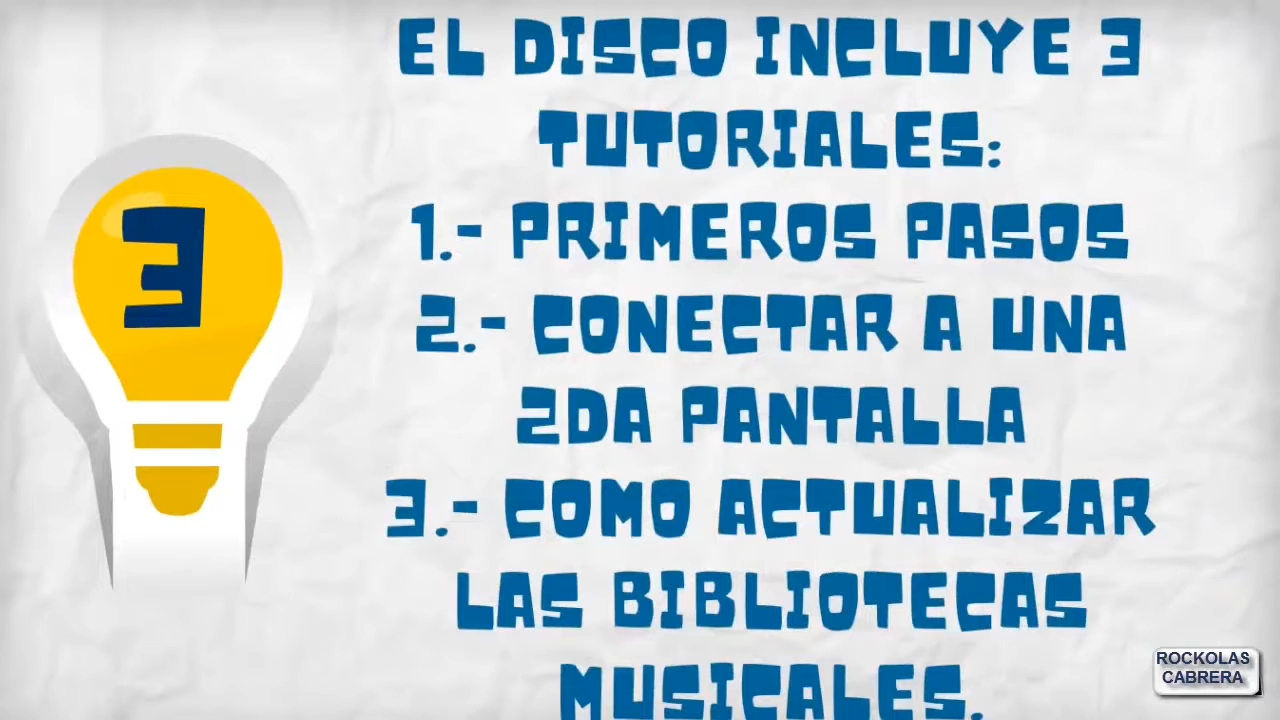 3
EL DISCO INCLUYE 3
TUTORIALES:
1.- PRIMEROS PASOS
2.- CONECTAR A UNA
2DA PANTALLA
3.- COMO ACTUALIZAR
LAS BIBLIOTECAS
MUSICALES.
ROCKOLAS
CABRERA